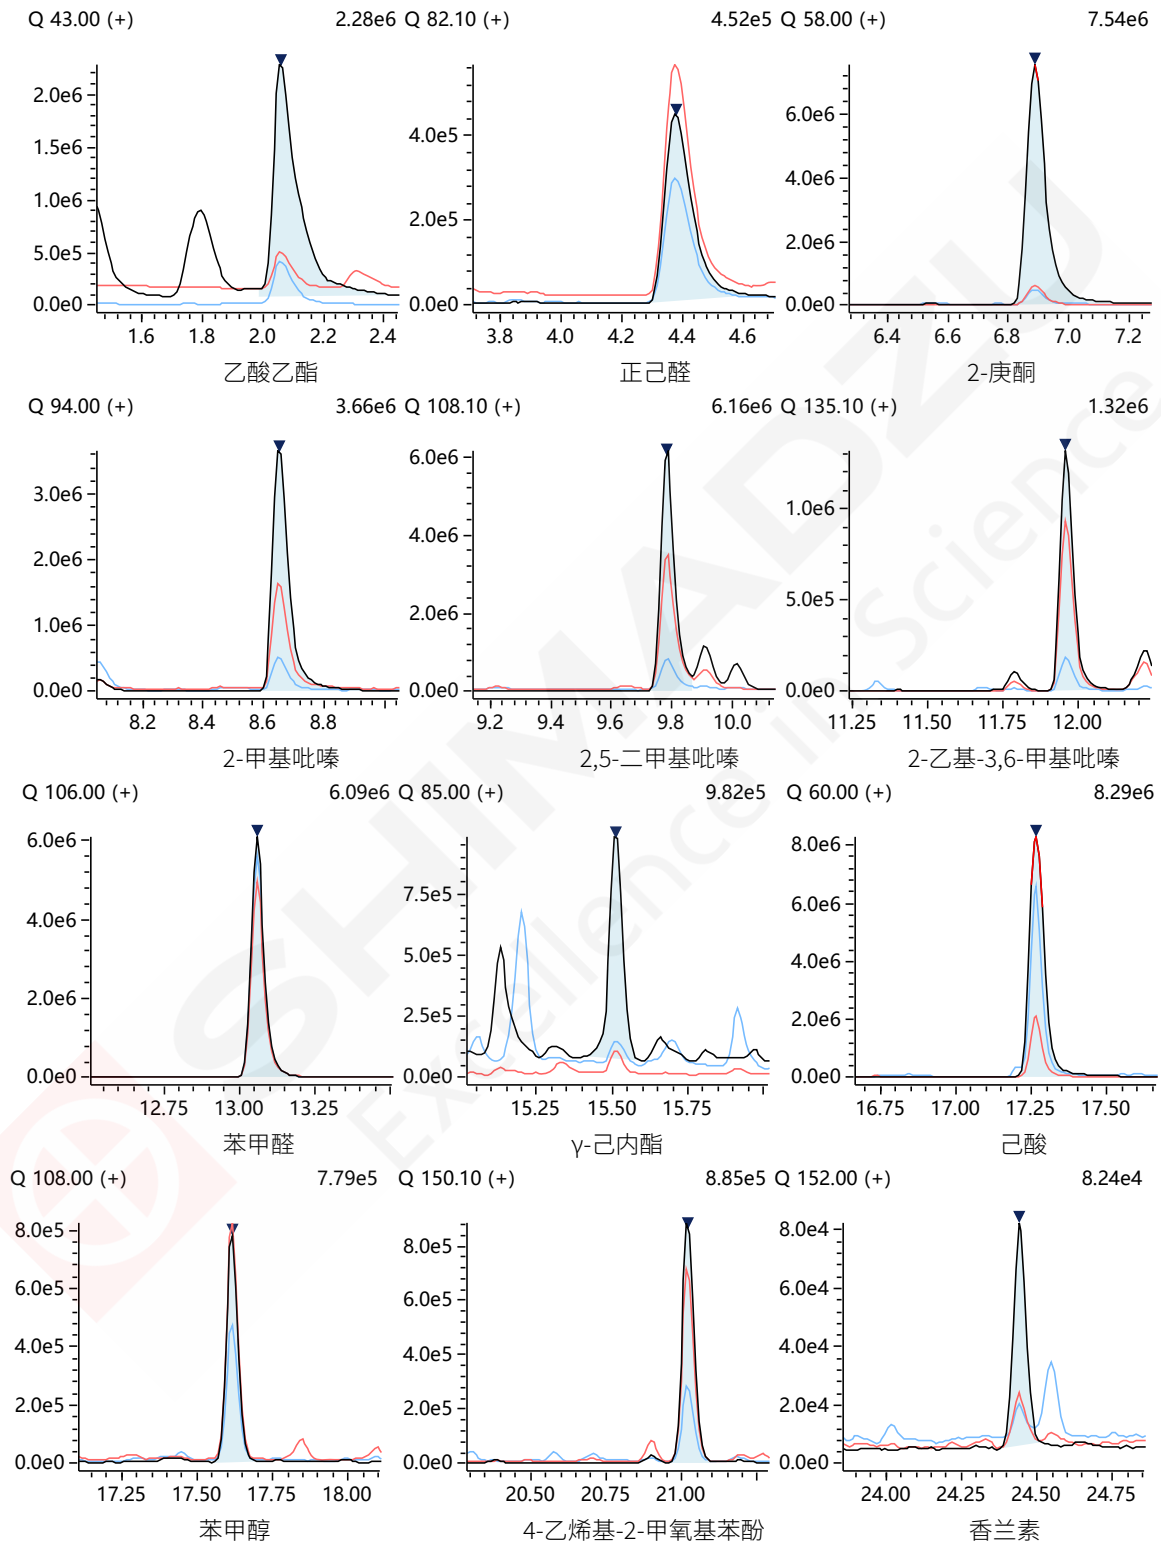 Q 43.00 (+) 2.28e6 Q 82.10 (+) 4.52e5 Q 58.00 (+) 7.54e6
2.0e6
1.5e6
1.0e6
5.0e5
0.0e0
1.6 1.8 2.0 2.2 2.4
乙酸乙酯
4.0e5
2.0e5
0.0e0
3.8 4.0 4.2 4.4 4.6
正己醛
6.0e6
4.0e6
2.0e6
0.0e0
6.4 6.6 6.8 7.0 7.2
2-庚酮
Q 94.00 (+) 3.66e6 Q 108.10 (+) 6.16e6 Q 135.10 (+) 1.32e6
3.0e6
2.0e6
1.0e6
0.0e0
8.2 8.4 8.6 8.8
2-甲基吡嗪
6.0e6
4.0e6
2.0e6
0.0e0
9.2 9.4 9.6 9.8 10.0
2,5-二甲基吡嗪
1.0e6
5.0e5
0.0e0
11.25 11.50 11.75 12.00
2-乙基-3,6-甲基吡嗪
Q 106.00 (+) 6.09e6 Q 85.00 (+) 9.82e5 Q 60.00 (+) 8.29e6
6.0e6
4.0e6
2.0e6
0.0e0
12.75 13.00 13.25
苯甲醛
7.5e5
5.0e5
2.5e5
0.0e0
15.25 15.50 15.75
γ-己内酯
8.0e6
6.0e6
4.0e6
2.0e6
0.0e0
16.75 17.00 17.25 17.50
己酸
Q 108.00 (+) 7.79e5 Q 150.10 (+) 8.85e5 Q 152.00 (+) 8.24e4
8.0e5
6.0e5
4.0e5
2.0e5
0.0e0
17.25 17.50 17.75 18.00
苯甲醇
8.0e5
6.0e5
4.0e5
2.0e5
0.0e0
20.50 20.75 21.00
4-乙烯基-2-甲氧基苯酚
8.0e4
6.0e4
4.0e4
2.0e4
0.0e0
24.00 24.25 24.50 24.75
香兰素
SHIMADZU
Excellence in Science